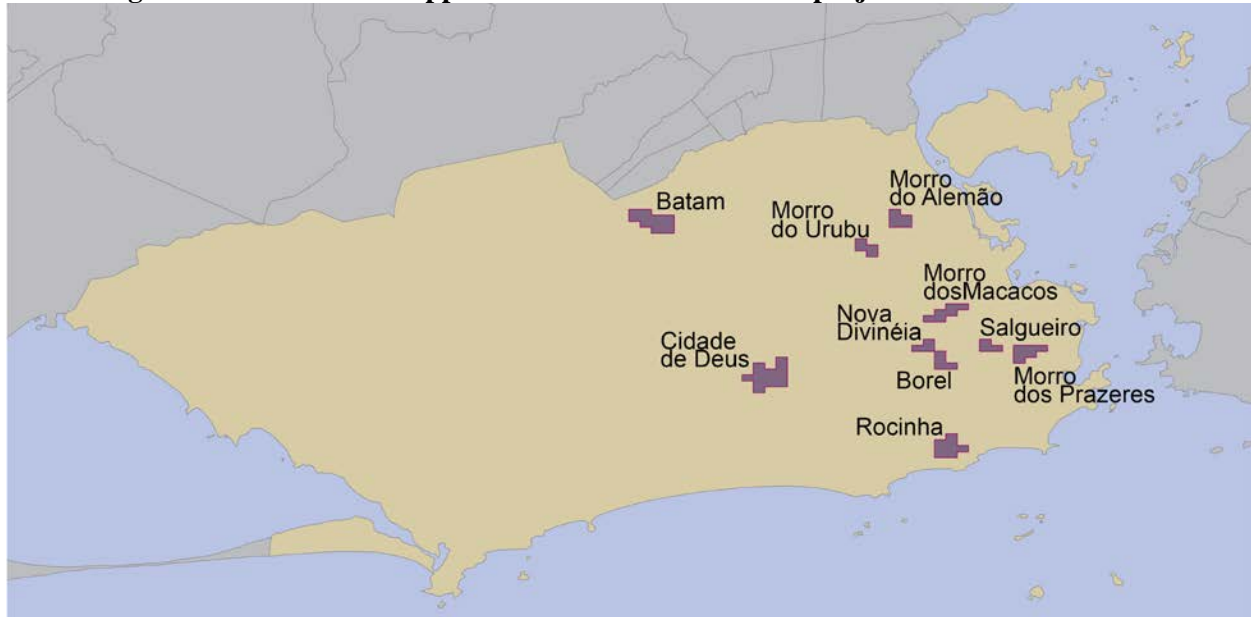 Morro
do Alemão
Batam
Morro
do Urubu
Morro
dosMacacos
Nova
Divinéia
Salgueiro
Cidade
de Deus
Borel
Morro
dos Prazeres
Rocinha